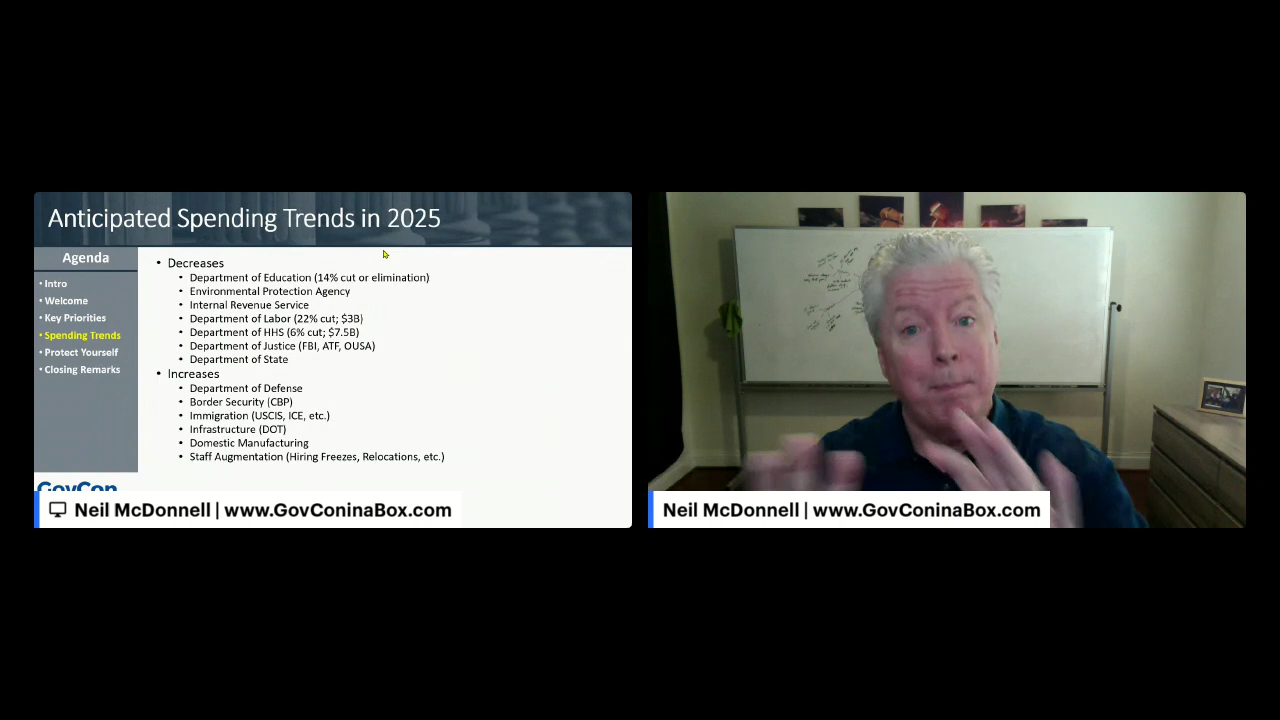 Anticipated Spending Trends in 2025
Agenda
• Intro
• Welcome
• Key Priorities
• Spending Trends
• Protect Yourself
• Closing Remarks
• Decreases
• Department of Education (14% cut or elimination)
• Environmental Protection Agency
• Internal Revenue Service
• Department of Labor (22% cut; $3B)
• Department of HHS (6% cut; $7.5B)
• Department of Justice (FBI, ATF, OUSA)
• Department of State
• Increases
• Department of Defense
• Border Security (CBP)
• Immigration (USCIS, ICE, etc.)
• Infrastructure (DOT)
• Domestic Manufacturing
• Staff Augmentation (Hiring Freezes, Relocations, etc.)
GovCon
Neil McDonnell | www.GovConinaBox.com
Neil McDonnell | www.GovConinaBox.com